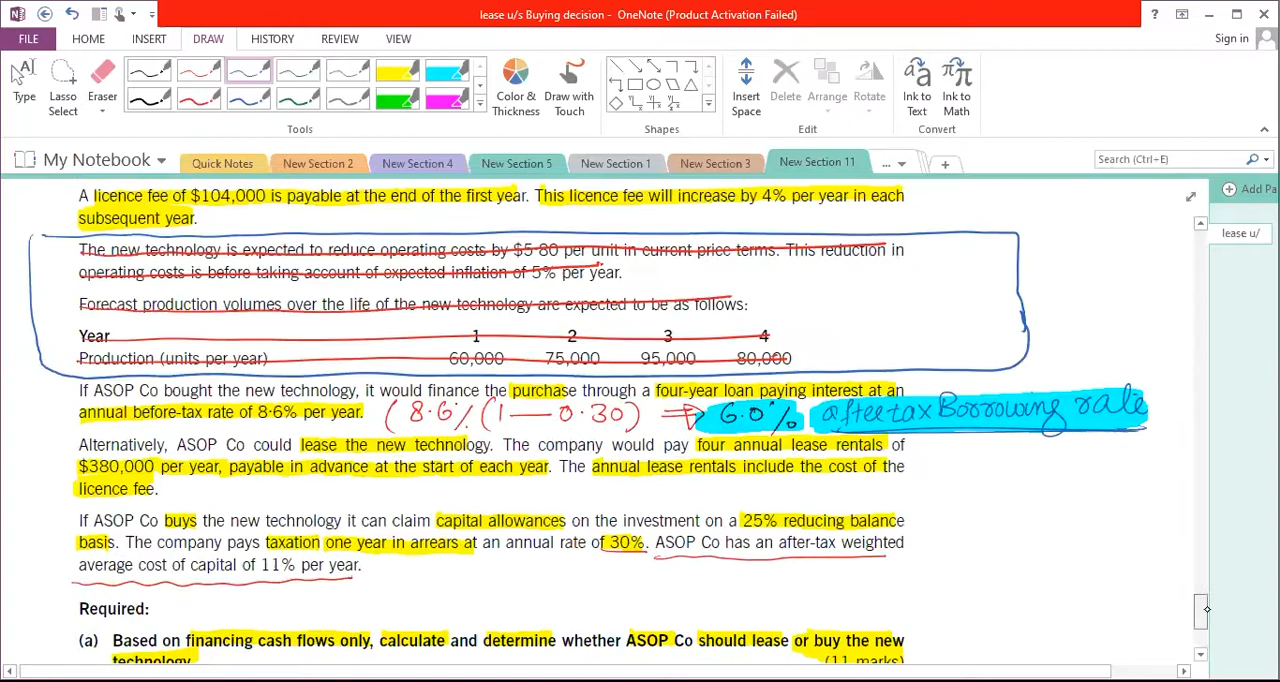 lease u/s Buying decision - OneNote (Product Activation Failed)
FILE HOME INSERT DRAW HISTORY REVIEW VIEW
Sign in
Type Lasso Select Eraser
Color & Thickness Draw with Touch
Insert Space Delete Arrange Rotate
Ink to Text Ink to Math
Tools Shapes Edit Convert
My Notebook Quick Notes New Section 2 New Section 4 New Section 5 New Section 1 New Section 3 New Section 11 ... Search (Ctrl+E)
Add Pa
lease u/
A licence fee of $104,000 is payable at the end of the first year. This licence fee will increase by 4% per year in each
subsequent year.
The new technology is expected to reduce operating costs by $5·80 per unit in current price terms. This reduction in
operating costs is before taking account of expected inflation of 5% per year.
Forecast production volumes over the life of the new technology are expected to be as follows:
Year 1 2 3 4
Production (units per year) 60,000 75,000 95,000 80,000
If ASOP Co bought the new technology, it would finance the purchase through a four-year loan paying interest at an
annual before-tax rate of 8·6% per year. (8.6% (1 — 0.30) ⇒ 6.0% after tax Borrowing rate
Alternatively, ASOP Co could lease the new technology. The company would pay four annual lease rentals of
$380,000 per year, payable in advance at the start of each year. The annual lease rentals include the cost of the
licence fee.
If ASOP Co buys the new technology it can claim capital allowances on the investment on a 25% reducing balance
basis. The company pays taxation one year in arrears at an annual rate of 30%. ASOP Co has an after-tax weighted
average cost of capital of 11% per year.
Required:
(a) Based on financing cash flows only, calculate and determine whether ASOP Co should lease or buy the new
technology. (11 marks)